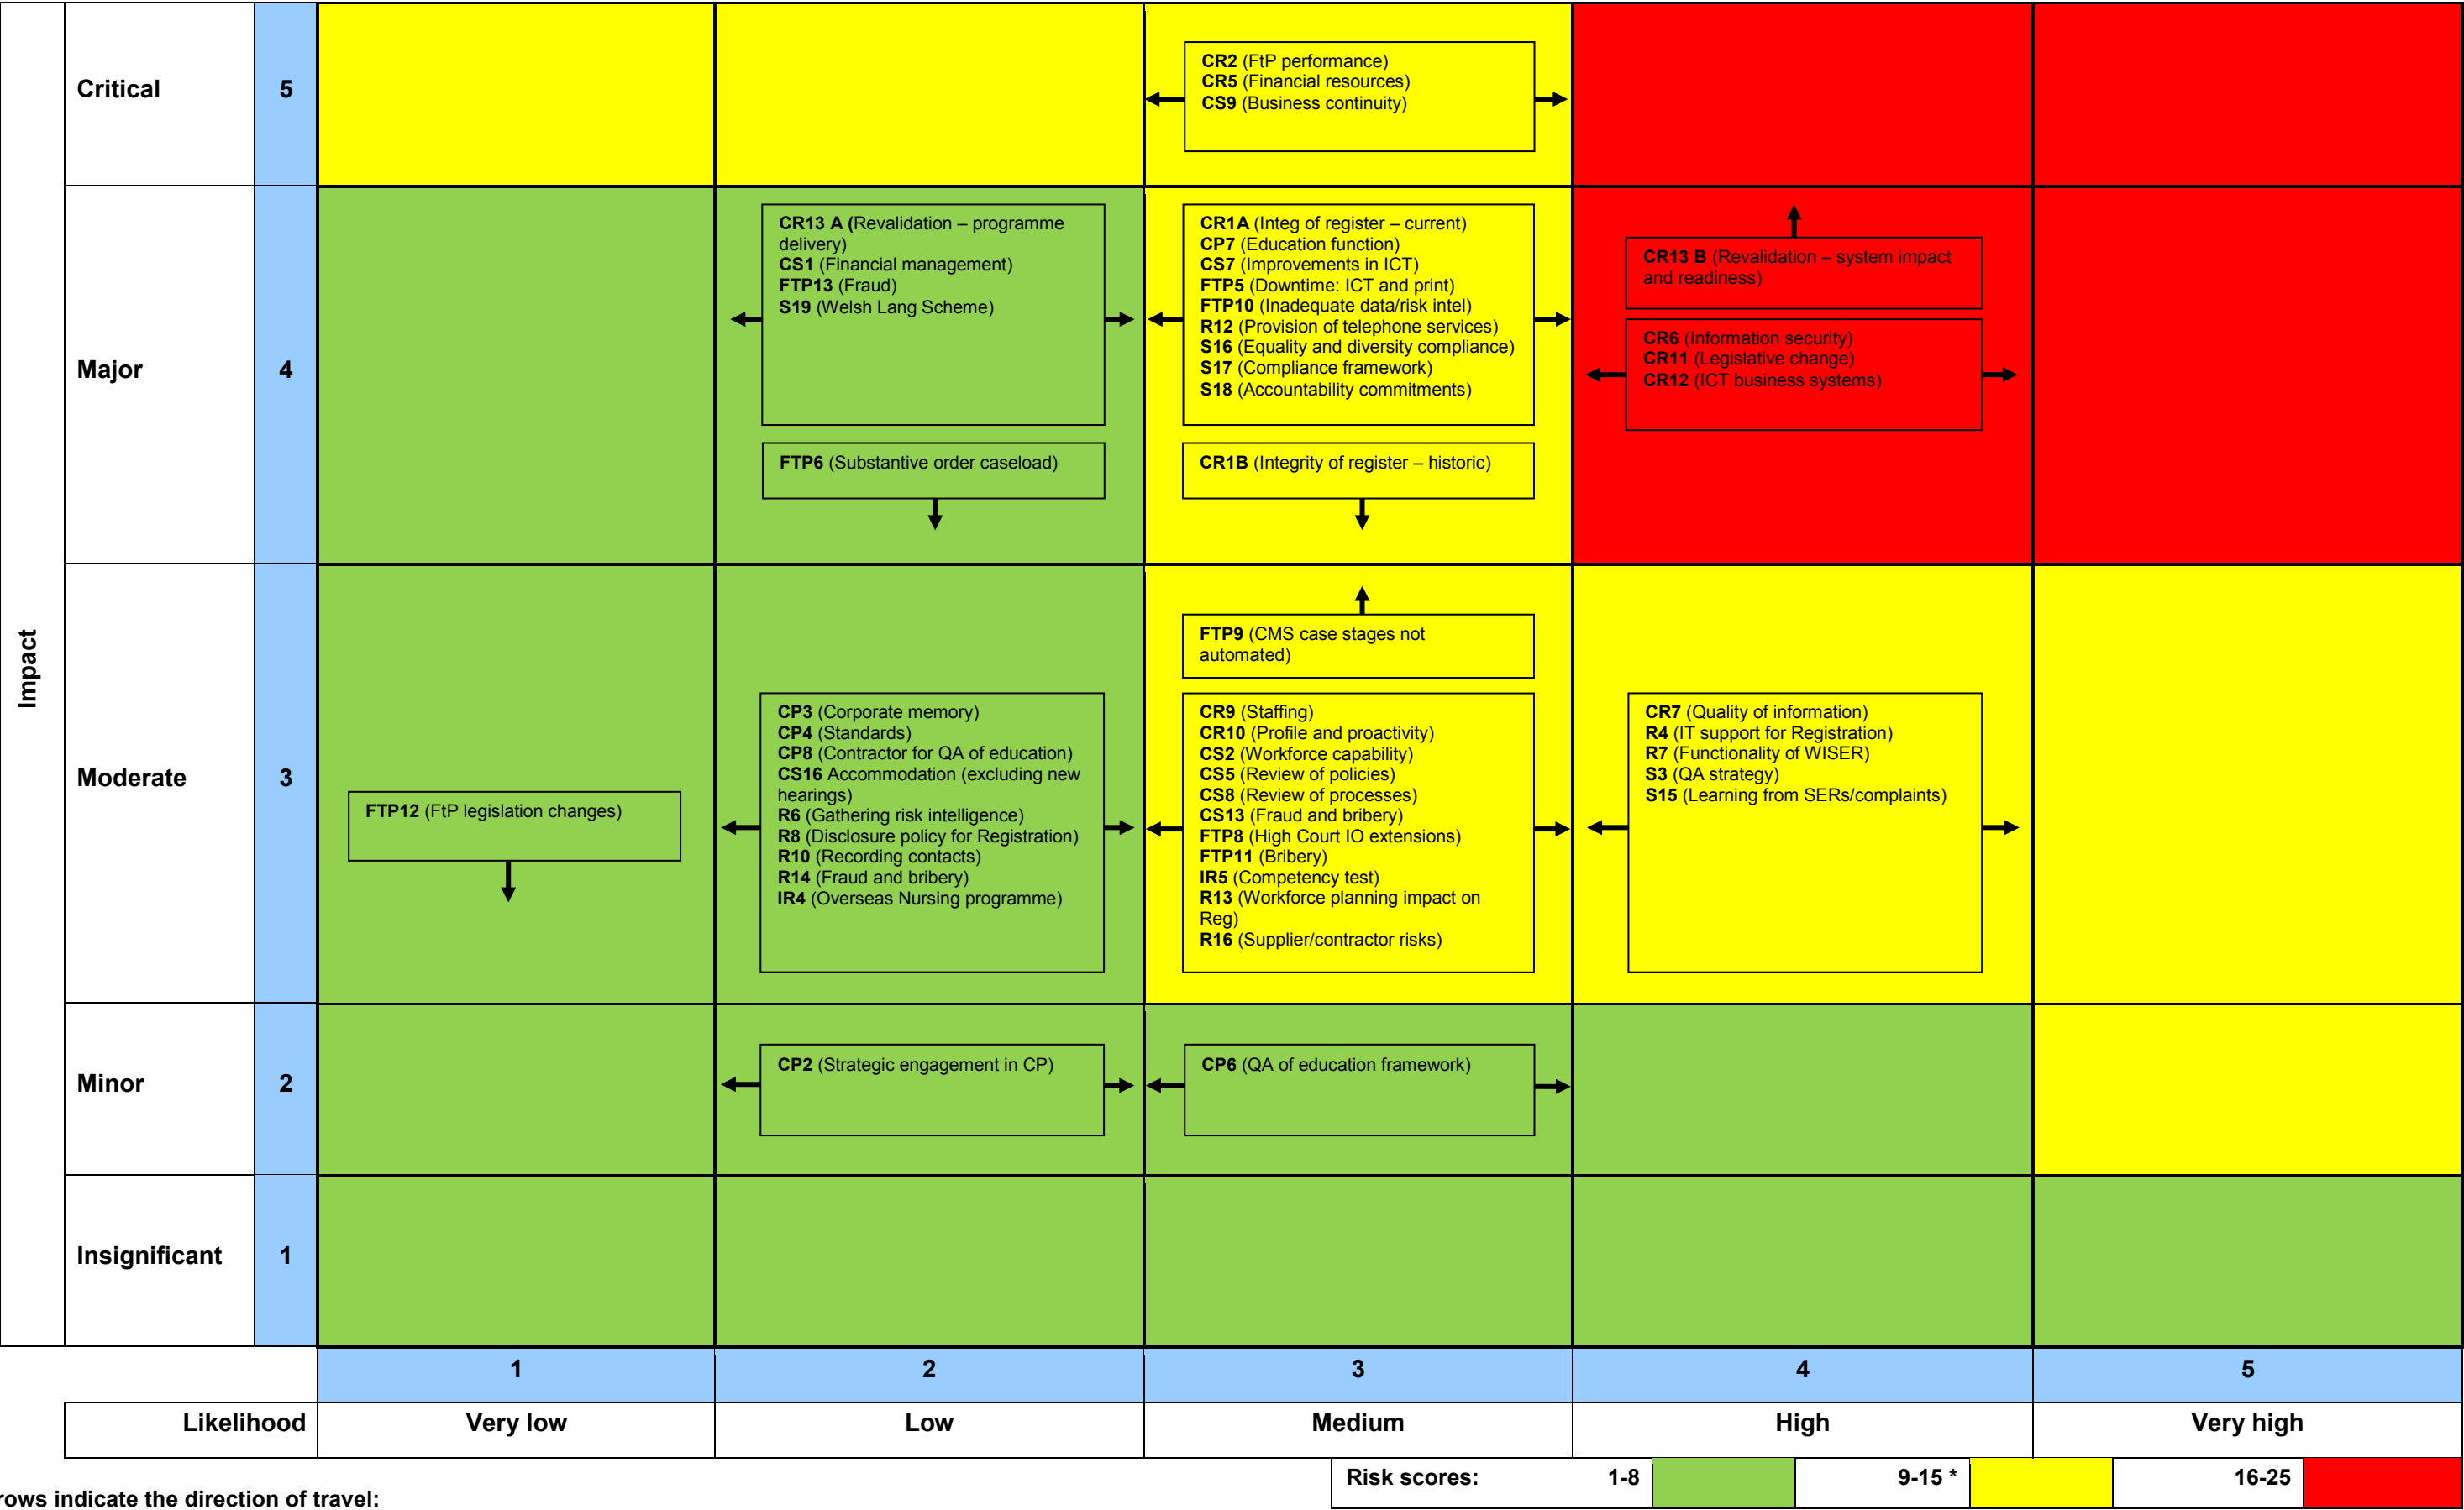 Impact
Critical
5
CR2 (FtP performance)
CR5 (Financial resources)
CS9 (Business continuity)
Major
4
CR13 A (Revalidation – programme
delivery)
CS1 (Financial management)
FTP13 (Fraud)
S19 (Welsh Lang Scheme)
FTP6 (Substantive order caseload)
CR1A (Integ of register – current)
CP7 (Education function)
CS7 (Improvements in ICT)
FTP5 (Downtime: ICT and print)
FTP10 (Inadequate data/risk intel)
R12 (Provision of telephone services)
S16 (Equality and diversity compliance)
S17 (Compliance framework)
S18 (Accountability commitments)
CR1B (Integrity of register – historic)
CR13 B (Revalidation – system impact
and readiness)
CR6 (Information security)
CR11 (Legislative change)
CR12 (ICT business systems)
Moderate
3
FTP12 (FtP legislation changes)
CP3 (Corporate memory)
CP4 (Standards)
CP8 (Contractor for QA of education)
CS16 Accommodation (excluding new
hearings)
R6 (Gathering risk intelligence)
R8 (Disclosure policy for Registration)
R10 (Recording contacts)
R14 (Fraud and bribery)
IR4 (Overseas Nursing programme)
FTP9 (CMS case stages not
automated)
CR9 (Staffing)
CR10 (Profile and proactivity)
CS2 (Workforce capability)
CS5 (Review of policies)
CS8 (Review of processes)
CS13 (Fraud and bribery)
FTP8 (High Court IO extensions)
FTP11 (Bribery)
IR5 (Competency test)
R13 (Workforce planning impact on
Reg)
R16 (Supplier/contractor risks)
CR7 (Quality of information)
R4 (IT support for Registration)
R7 (Functionality of WISER)
S3 (QA strategy)
S15 (Learning from SERs/complaints)
Minor
2
CP2 (Strategic engagement in CP)
CP6 (QA of education framework)
Insignificant
1
1 2 3 4 5
Likelihood Very low Low Medium High Very high
Risk scores: 1-8 9-15 * 16-25
rows indicate the direction of travel: